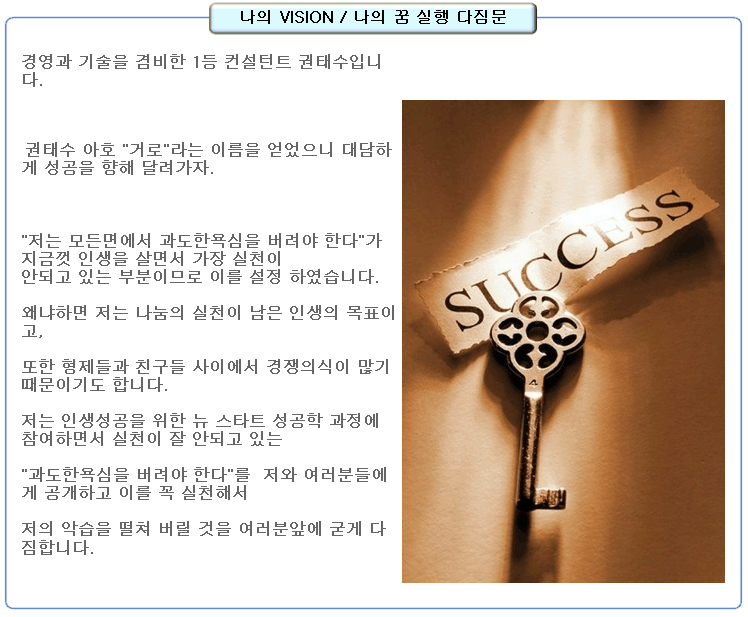 나의 VISION / 나의 꿈 실행 다짐문
경영과 기술을 겸비한 1등 컨설턴트 권태수입니
다.
권태수 아호 "거로"라는 이름을 얻었으니 대담하
게 성공을 향해 달려가자.
"저는 모든면에서 과도한욕심을 버려야 한다"가
지금껏 인생을 살면서 가장 실천이
안되고 있는 부분이므로 이를 설정 하였습니다.
왜냐하면 저는 나눔의 실천이 남은 인생의 목표이
고,
또한 형제들과 친구들 사이에서 경쟁의식이 많기
때문이기도 합니다.
저는 인생성공을 위한 뉴 스타트 성공학 과정에
참여하면서 실천이 잘 안되고 있는
"과도한욕심을 버려야 한다"를 저와 여러분들에
게 공개하고 이를 꼭 실천해서
저의 악습을 떨쳐 버릴 것을 여러분앞에 굳게 다
짐합니다.
SUCCESS